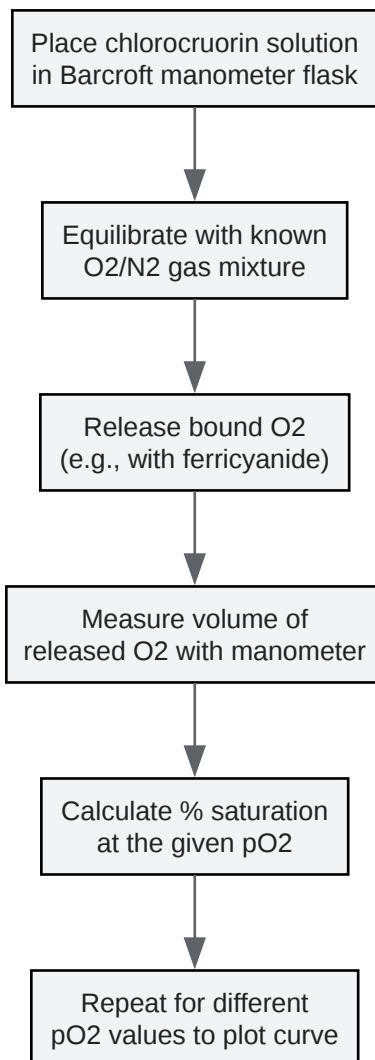 Place chlorocruorin solution
in Barcroft manometer flask
Equilibrate with known
O2/N2 gas mixture
Release bound O2
(e.g., with ferricyanide)
Measure volume of
released O2 with manometer
Calculate % saturation
at the given pO2
Repeat for different
pO2 values to plot curve